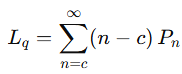 $$L_q = \sum_{n=c}^{\infty} (n - c) P_n$$